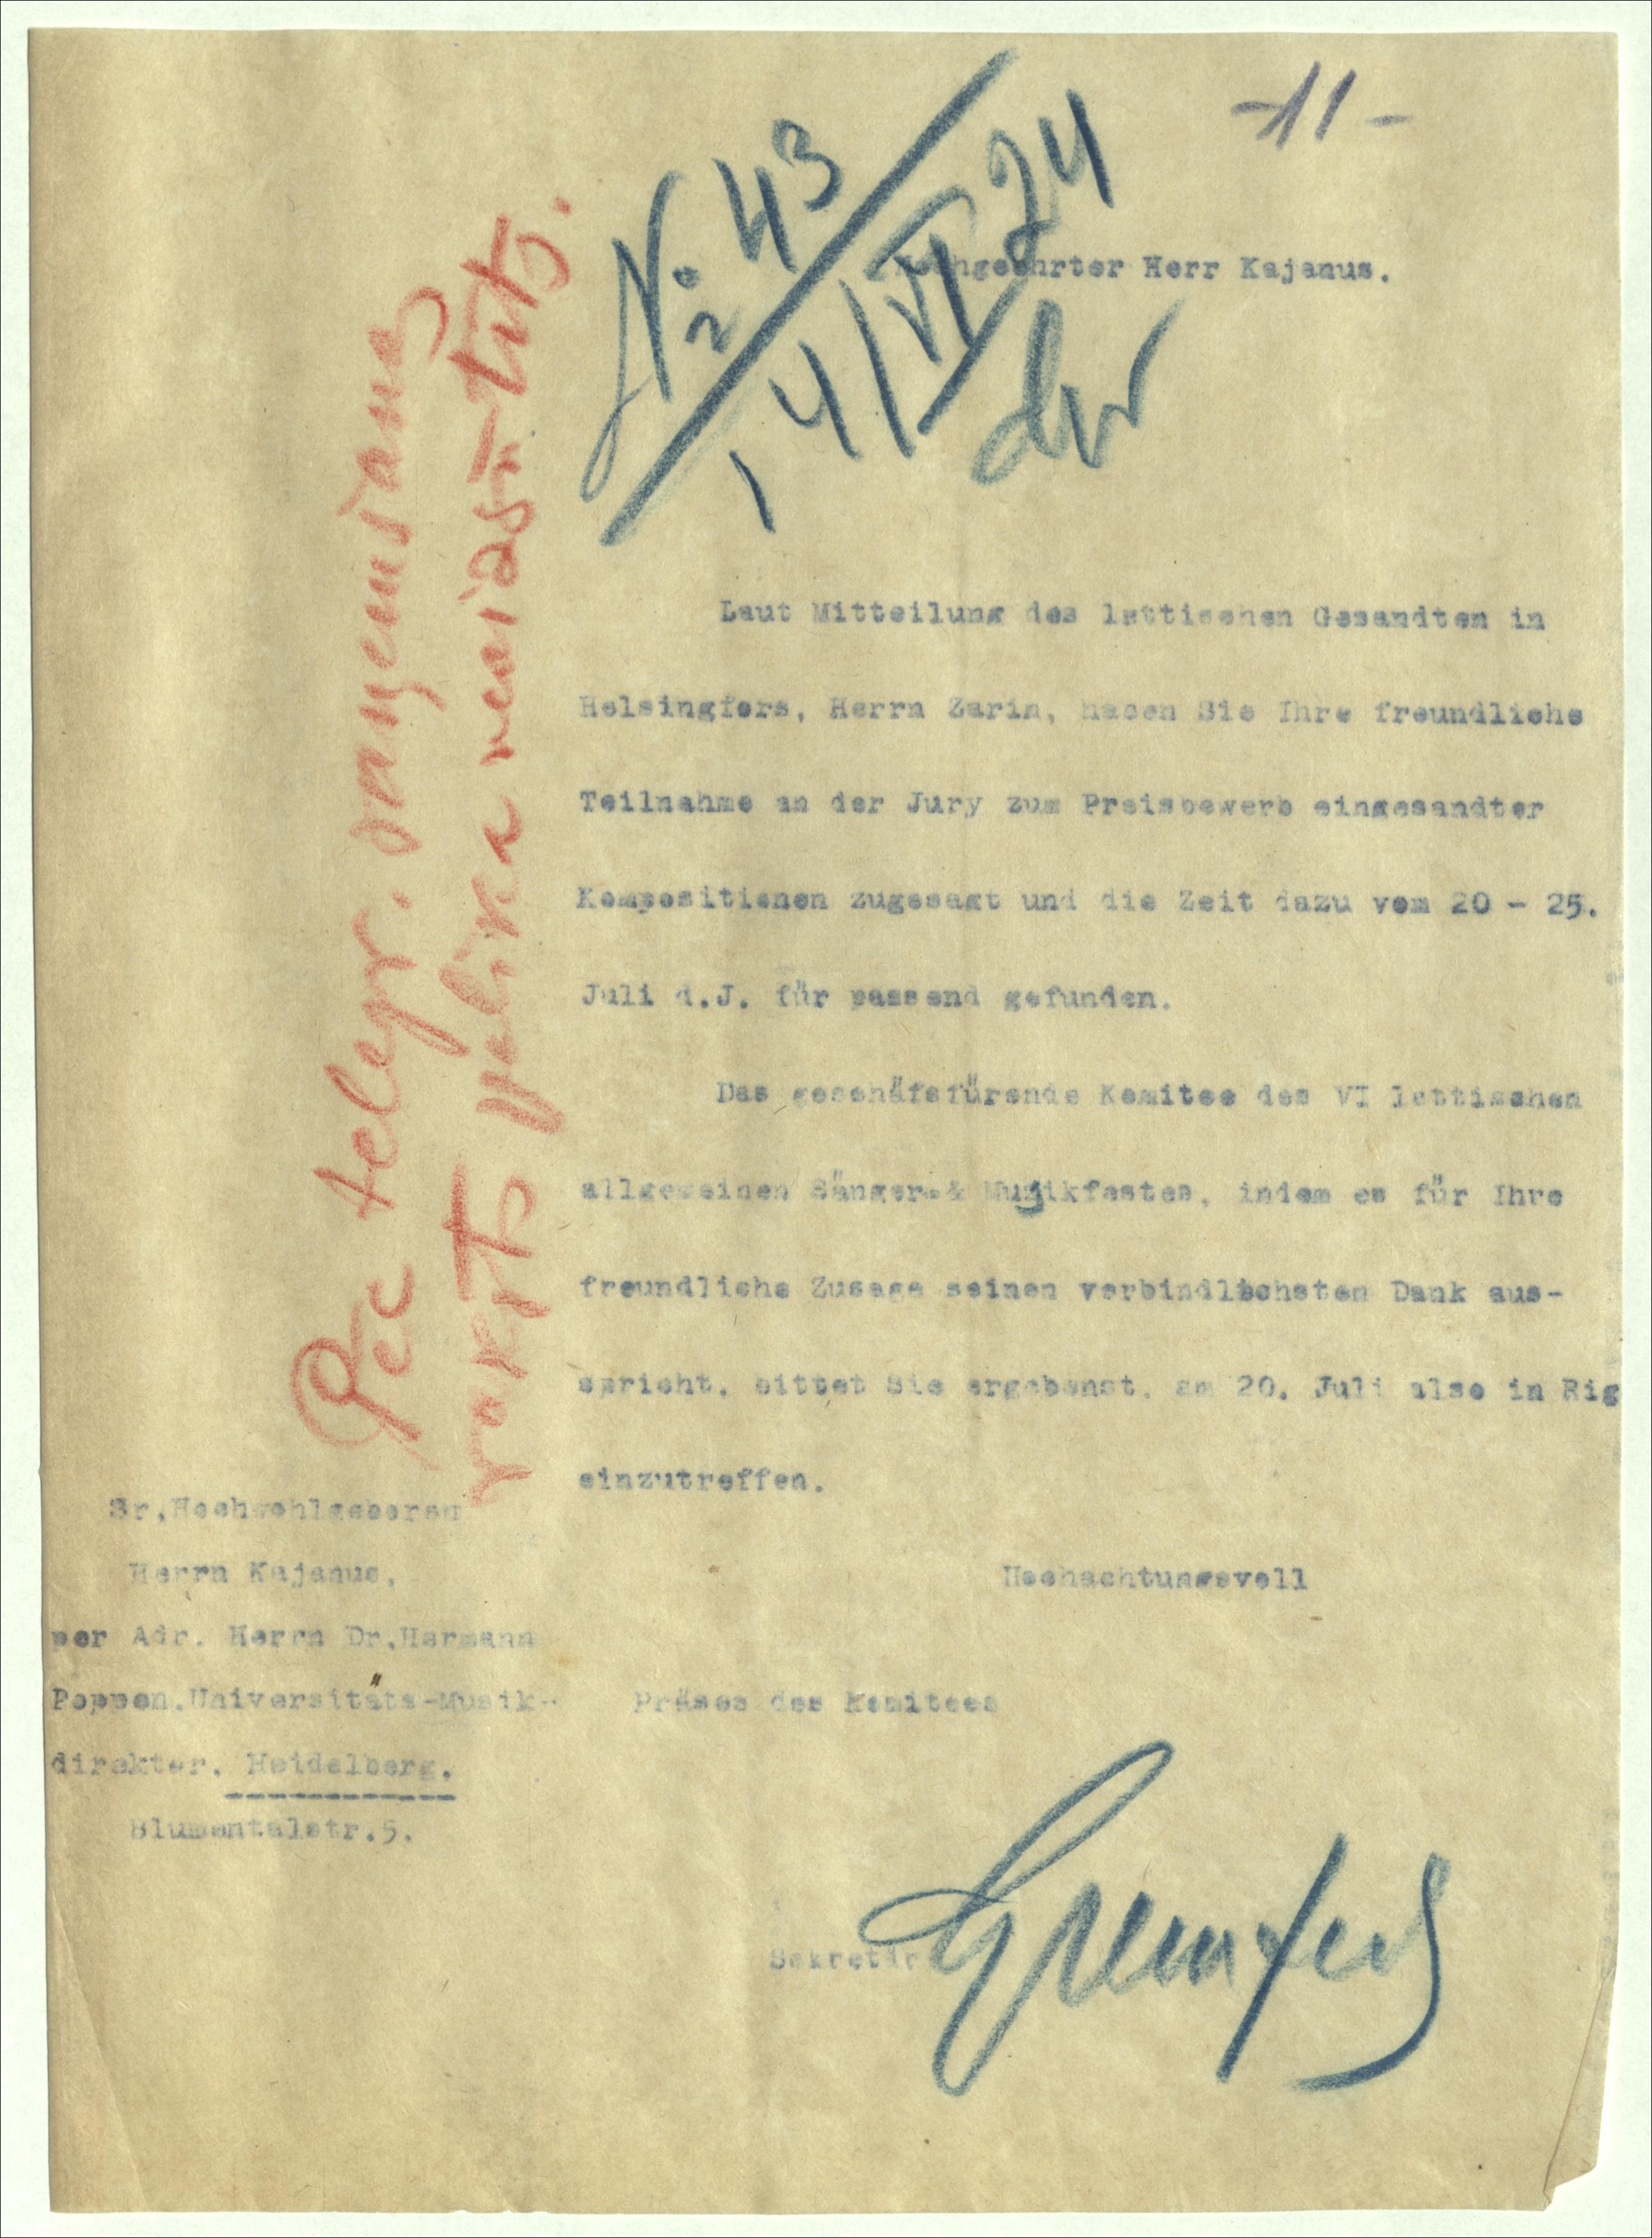 -11-
№ 43
14/VI 24
Hochgeehrter Herr Kajanus.
Laut Mitteilung des lettischen Gesandten in
Helsingfors, Herrn Zarin, haben Sie Ihre freundliche
Teilnahme an der Jury zum Preisbewerb eingesandter
Kompositionen zugesagt und die Zeit dazu vom 20 - 25.
Juli d.J. für passend gefunden.
Das geschäfsfürende Komitee des VI lettischen
allgemeinen Sänger-& Musikfestes, indem es für Ihre
freundliche Zusage seinen verbindlichsten Dank aus-
spricht, bittet Sie ergebenst, am 20. Juli also in Rig
einzutreffen.
Hochachtungsvoll
Präses des Komitees
Sekretär
Sr.Hochwohlgeboren
Herrn Kajanus,
per Adr. Herrn Dr.Hermann
Poppen.Universitäts-Musik-
direktor. Heidelberg.
Blumentalstr.5.
Pec telegr.